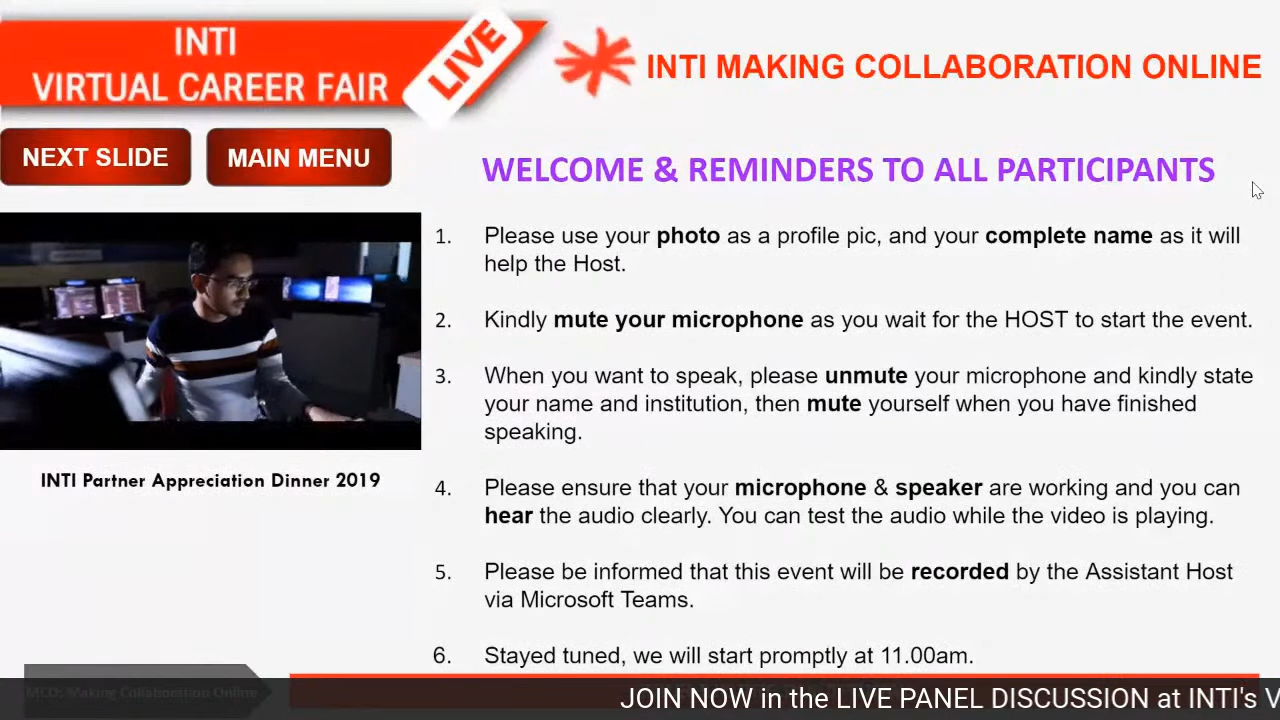 INTI
VIRTUAL CAREER FAIR
LIVE
INTI MAKING COLLABORATION ONLINE
NEXT SLIDE
MAIN MENU
WELCOME & REMINDERS TO ALL PARTICIPANTS
1. Please use your photo as a profile pic, and your complete name as it will
help the Host.
2. Kindly mute your microphone as you wait for the HOST to start the event.
3. When you want to speak, please unmute your microphone and kindly state
your name and institution, then mute yourself when you have finished
speaking.
4. Please ensure that your microphone & speaker are working and you can
hear the audio clearly. You can test the audio while the video is playing.
5. Please be informed that this event will be recorded by the Assistant Host
via Microsoft Teams.
6. Stayed tuned, we will start promptly at 11.00am.
INTI Partner Appreciation Dinner 2019
MCO: Making Collaboration Online
JOIN NOW in the LIVE PANEL DISCUSSION at INTI's V